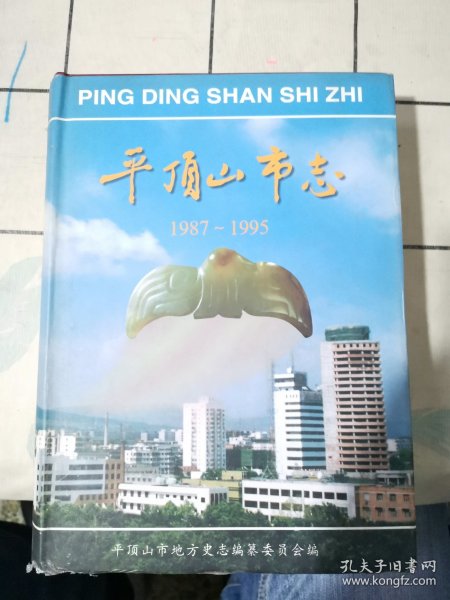 PING DING SHAN SHI ZHI
平顶山市志
1987~1995
平顶山市地方史志编纂委员会编
孔夫子旧书网
www.kongfz.com